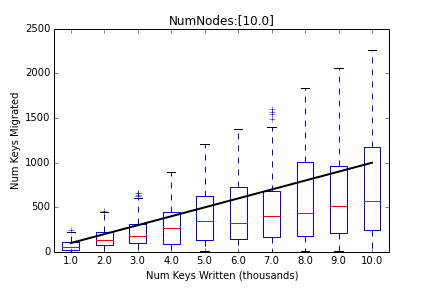 NumNodes:[10.0]
2500
2000
1500
1000
500
0
Num Keys Migrated
1.0 2.0 3.0 4.0 5.0 6.0 7.0 8.0 9.0 10.0
Num Keys Written (thousands)